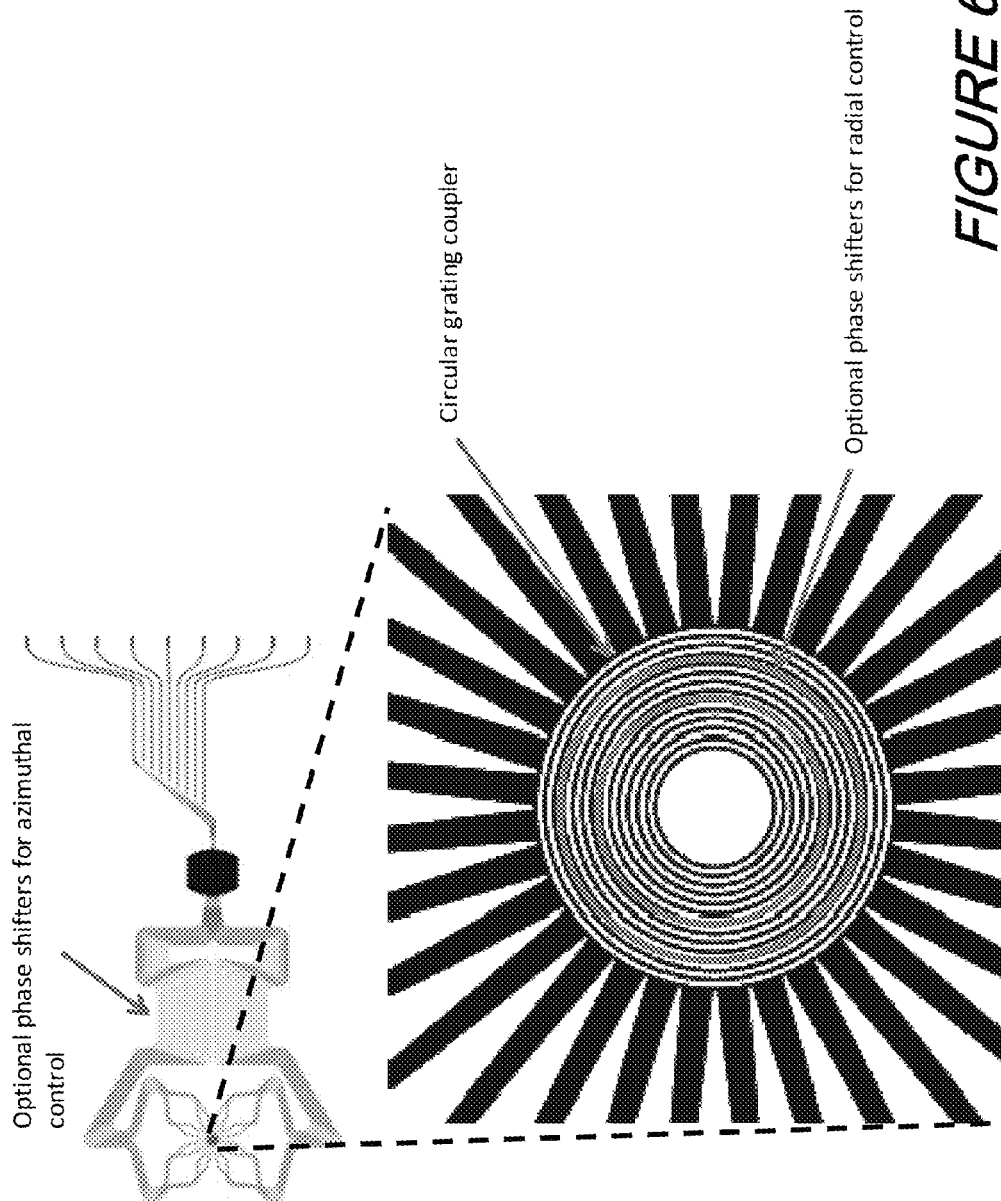 Optional phase shifters for azimuthal
control
Circular grating coupler
Optional phase shifters for radial control
FIGURE 6